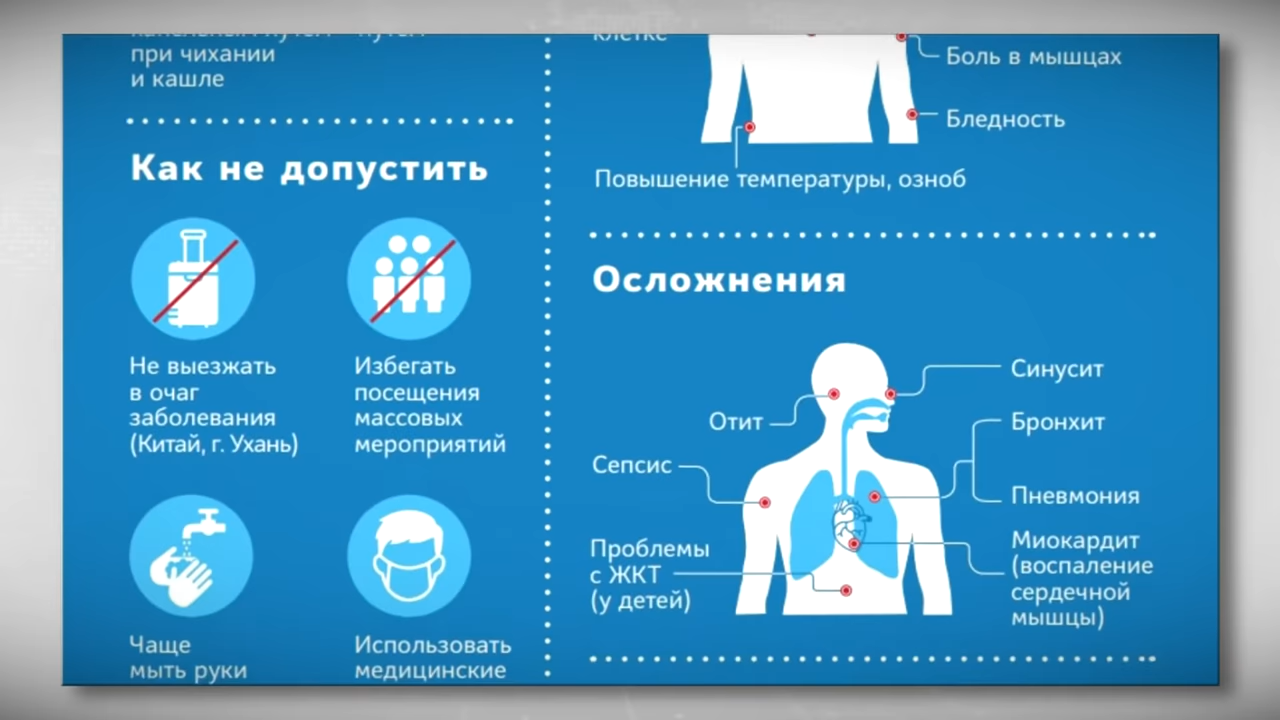 при чихании
и кашле
Как не допустить
Не выезжать
в очаг
заболевания
(Китай, г. Ухань)
Избегать
посещения
массовых
мероприятий
Чаще
мыть руки
Использовать
медицинские
клетке
Боль в мышцах
Бледность
Повышение температуры, озноб
Осложнения
Синусит
Отит
Бронхит
Сепсис
Пневмония
Проблемы
с ЖКТ
(у детей)
Миокардит
(воспаление
сердечной
мышцы)